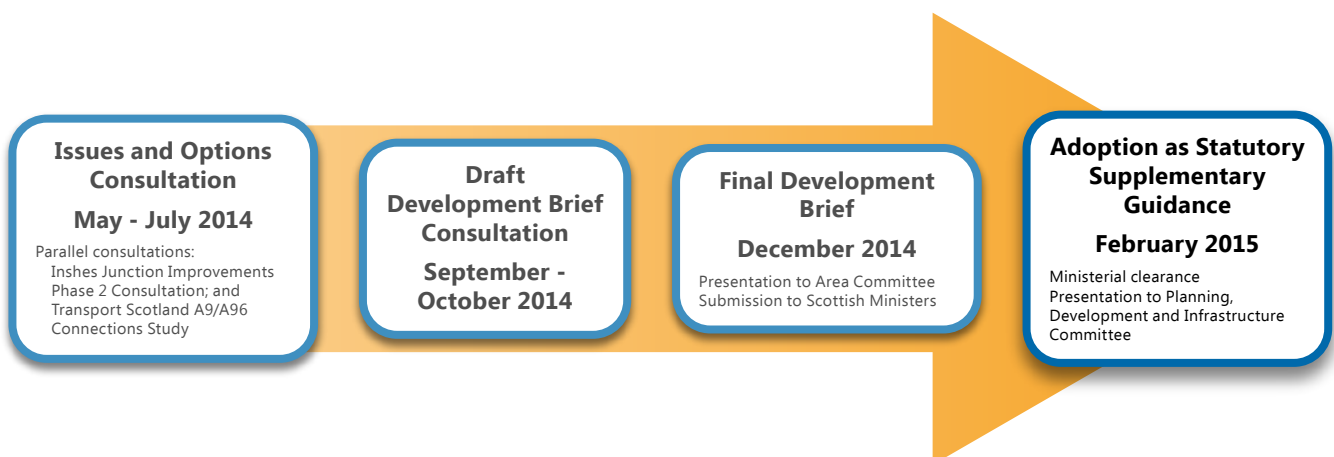 Issues and Options
Consultation
May - July 2014
Parallel consultations:
Inshes Junction Improvements
Phase 2 Consultation; and
Transport Scotland A9/A96
Connections Study
Draft
Development Brief
Consultation
September -
October 2014
Final Development
Brief
December 2014
Presentation to Area Committee
Submission to Scottish Ministers
Adoption as Statutory
Supplementary
Guidance
February 2015
Ministerial clearance
Presentation to Planning,
Development and Infrastructure
Committee